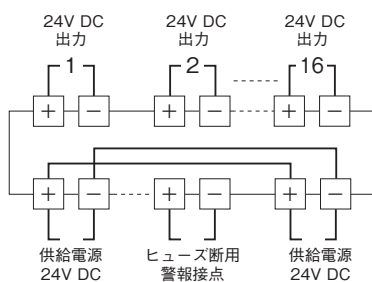 24V DC 24V DC 24V DC
出力 出力 出力
1 2 16
+ − + − + −
+ − + − + −
供給電源 ヒューズ断用 供給電源
24V DC 警報接点 24V DC